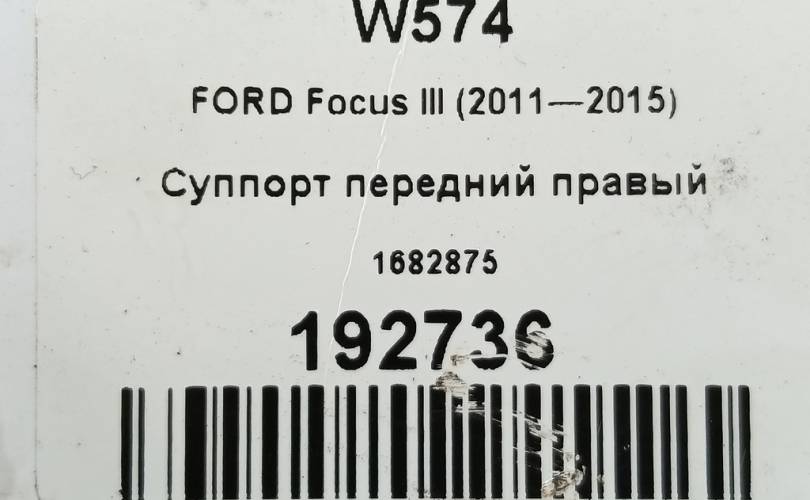 W574
FORD Focus III (2011—2015)
Суппорт передний правый
1682875
192736